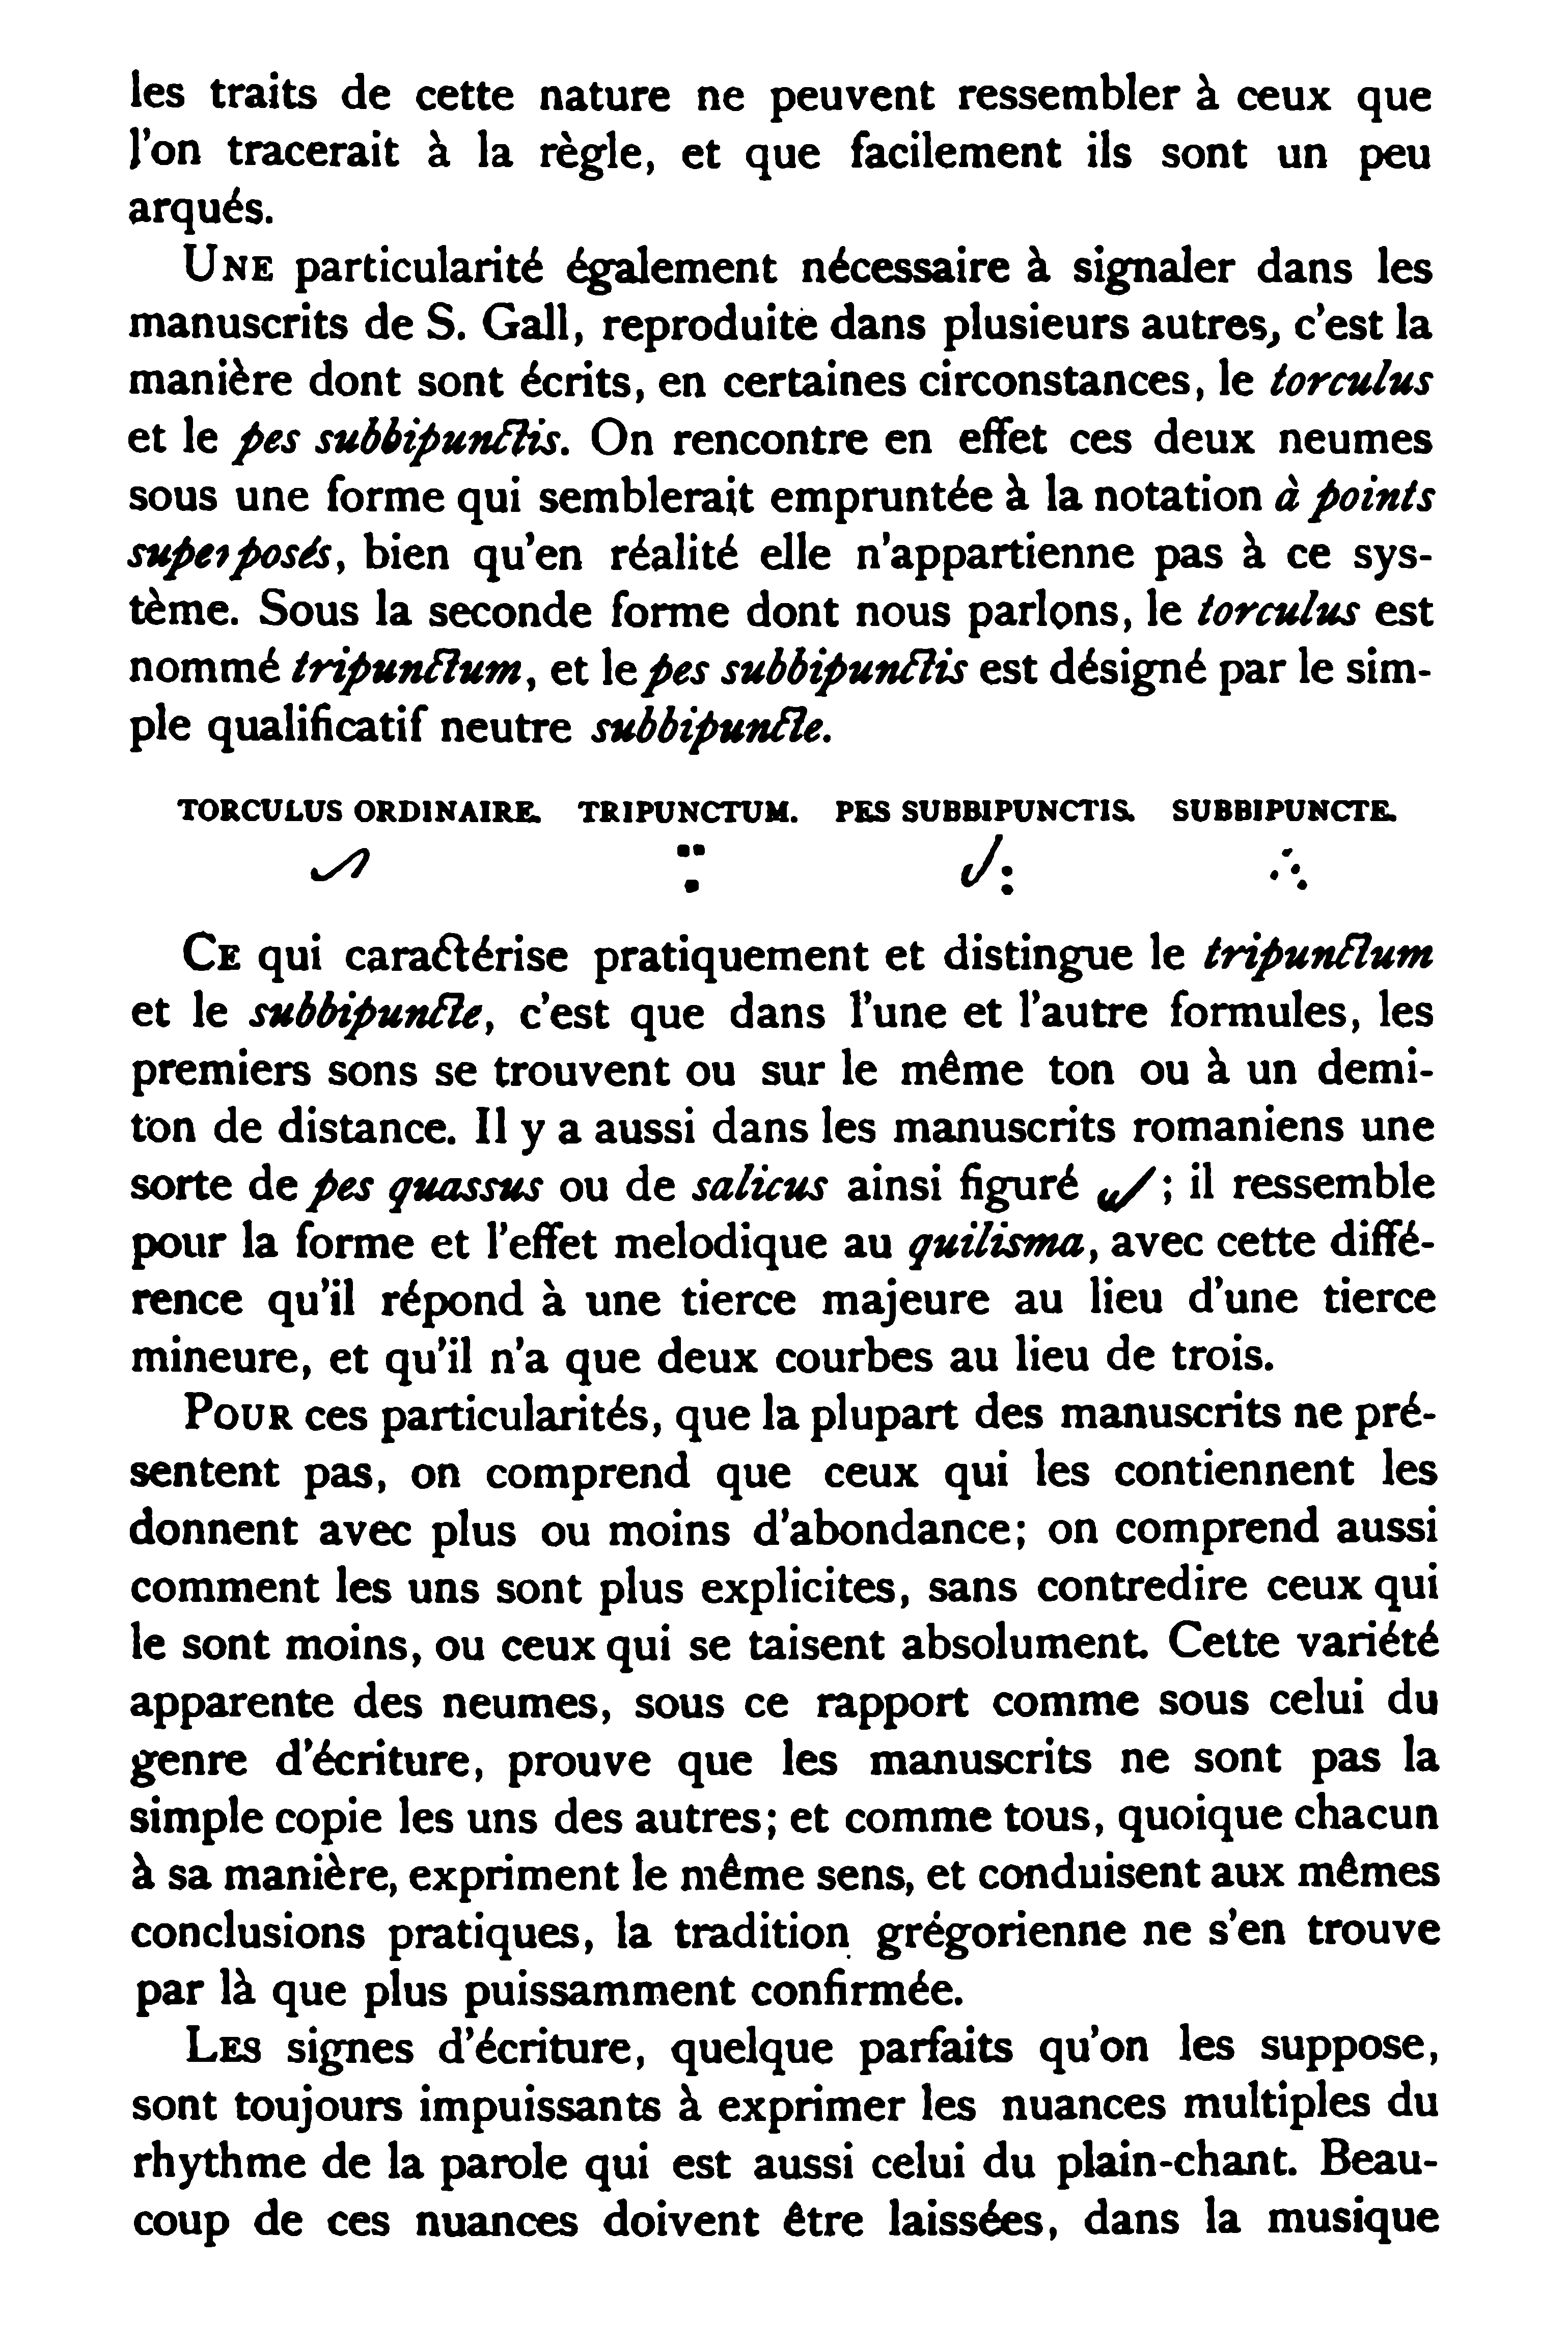 les traits de cette nature ne peuvent ressembler à ceux que
l'on tracerait à la règle, et que facilement ils sont un peu
arqués.
UNE particularité également nécessaire à signaler dans les
manuscrits de S. Gall, reproduite dans plusieurs autres, c'est la
manière dont sont écrits, en certaines circonstances, le torculus
et le pes subbipunctis. On rencontre en effet ces deux neumes
sous une forme qui semblerait empruntée à la notation à points
superposés, bien qu'en réalité elle n'appartienne pas à ce sys-
tème. Sous la seconde forme dont nous parlons, le torculus est
nommé tripunctum, et le pes subbipunctis est désigné par le sim-
ple qualificatif neutre subbipuncte.
TORCULUS ORDINAIRE. TRIPUNCTUM. PES SUBBIPUNCTIS. SUBBIPUNCTE.
CE qui caractérise pratiquement et distingue le tripunctum
et le subbipuncte, c'est que dans l'une et l'autre formules, les
premiers sons se trouvent ou sur le même ton ou à un demi-
ton de distance. Il y a aussi dans les manuscrits romaniens une
sorte de pes quassus ou de salicus ainsi figuré ; il ressemble
pour la forme et l'effet melodique au quilisma, avec cette diffé-
rence qu'il répond à une tierce majeure au lieu d'une tierce
mineure, et qu'il n'a que deux courbes au lieu de trois.
POUR ces particularités, que la plupart des manuscrits ne pré-
sentent pas, on comprend que ceux qui les contiennent les
donnent avec plus ou moins d'abondance; on comprend aussi
comment les uns sont plus explicites, sans contredire ceux qui
le sont moins, ou ceux qui se taisent absolument. Cette variété
apparente des neumes, sous ce rapport comme sous celui du
genre d'écriture, prouve que les manuscrits ne sont pas la
simple copie les uns des autres; et comme tous, quoique chacun
à sa manière, expriment le même sens, et conduisent aux mêmes
conclusions pratiques, la tradition grégorienne ne s'en trouve
par là que plus puissamment confirmée.
LES signes d'écriture, quelque parfaits qu'on les suppose,
sont toujours impuissants à exprimer les nuances multiples du
rhythme de la parole qui est aussi celui du plain-chant. Beau-
coup de ces nuances doivent être laissées, dans la musique